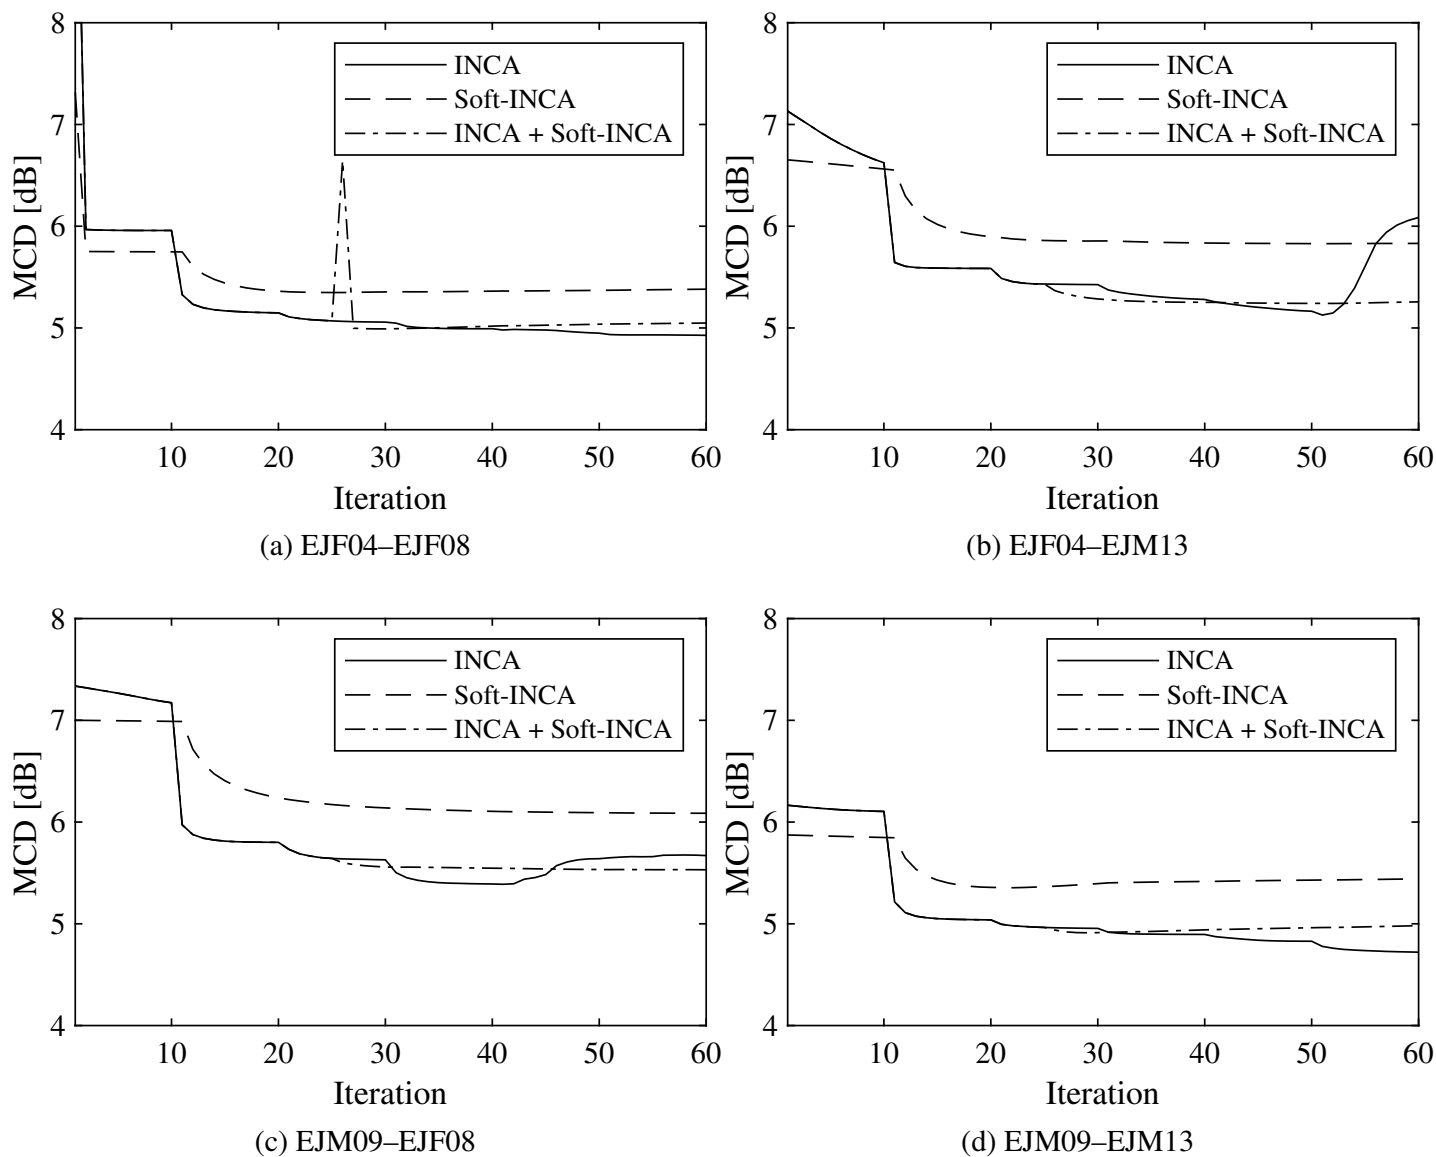 8
7
6
5
4
MCD [dB]
INCA
Soft-INCA
INCA + Soft-INCA
10 20 30 40 50 60
Iteration
(a) EJF04–EJF08
8
7
6
5
4
MCD [dB]
INCA
Soft-INCA
INCA + Soft-INCA
10 20 30 40 50 60
Iteration
(b) EJF04–EJM13
8
7
6
5
4
MCD [dB]
INCA
Soft-INCA
INCA + Soft-INCA
10 20 30 40 50 60
Iteration
(c) EJM09–EJF08
8
7
6
5
4
MCD [dB]
INCA
Soft-INCA
INCA + Soft-INCA
10 20 30 40 50 60
Iteration
(d) EJM09–EJM13